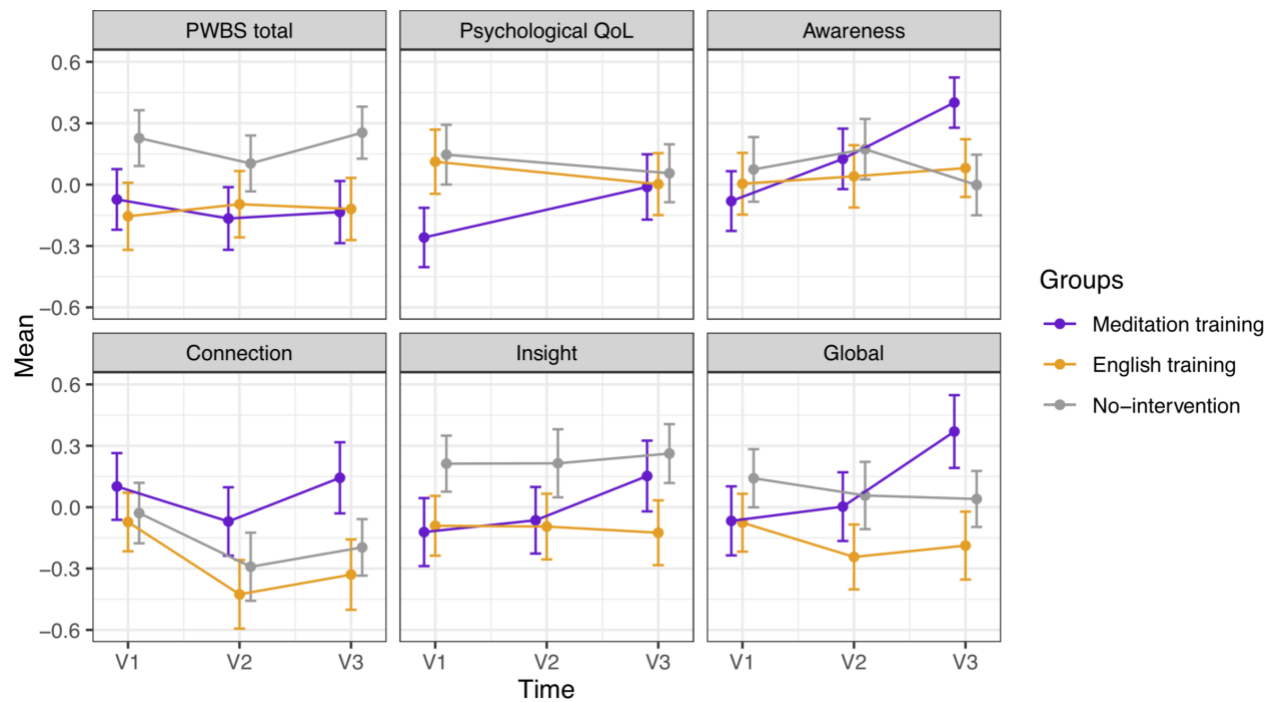 PWBS total
Psychological QoL
Awareness
0.6
0.3
0.0
−0.3
−0.6
Mean
Connection
Insight
Global
0.6
0.3
0.0
−0.3
−0.6
V1 V2 V3
V1 V2 V3
V1 V2 V3
Time
Groups
Meditation training
English training
No−intervention